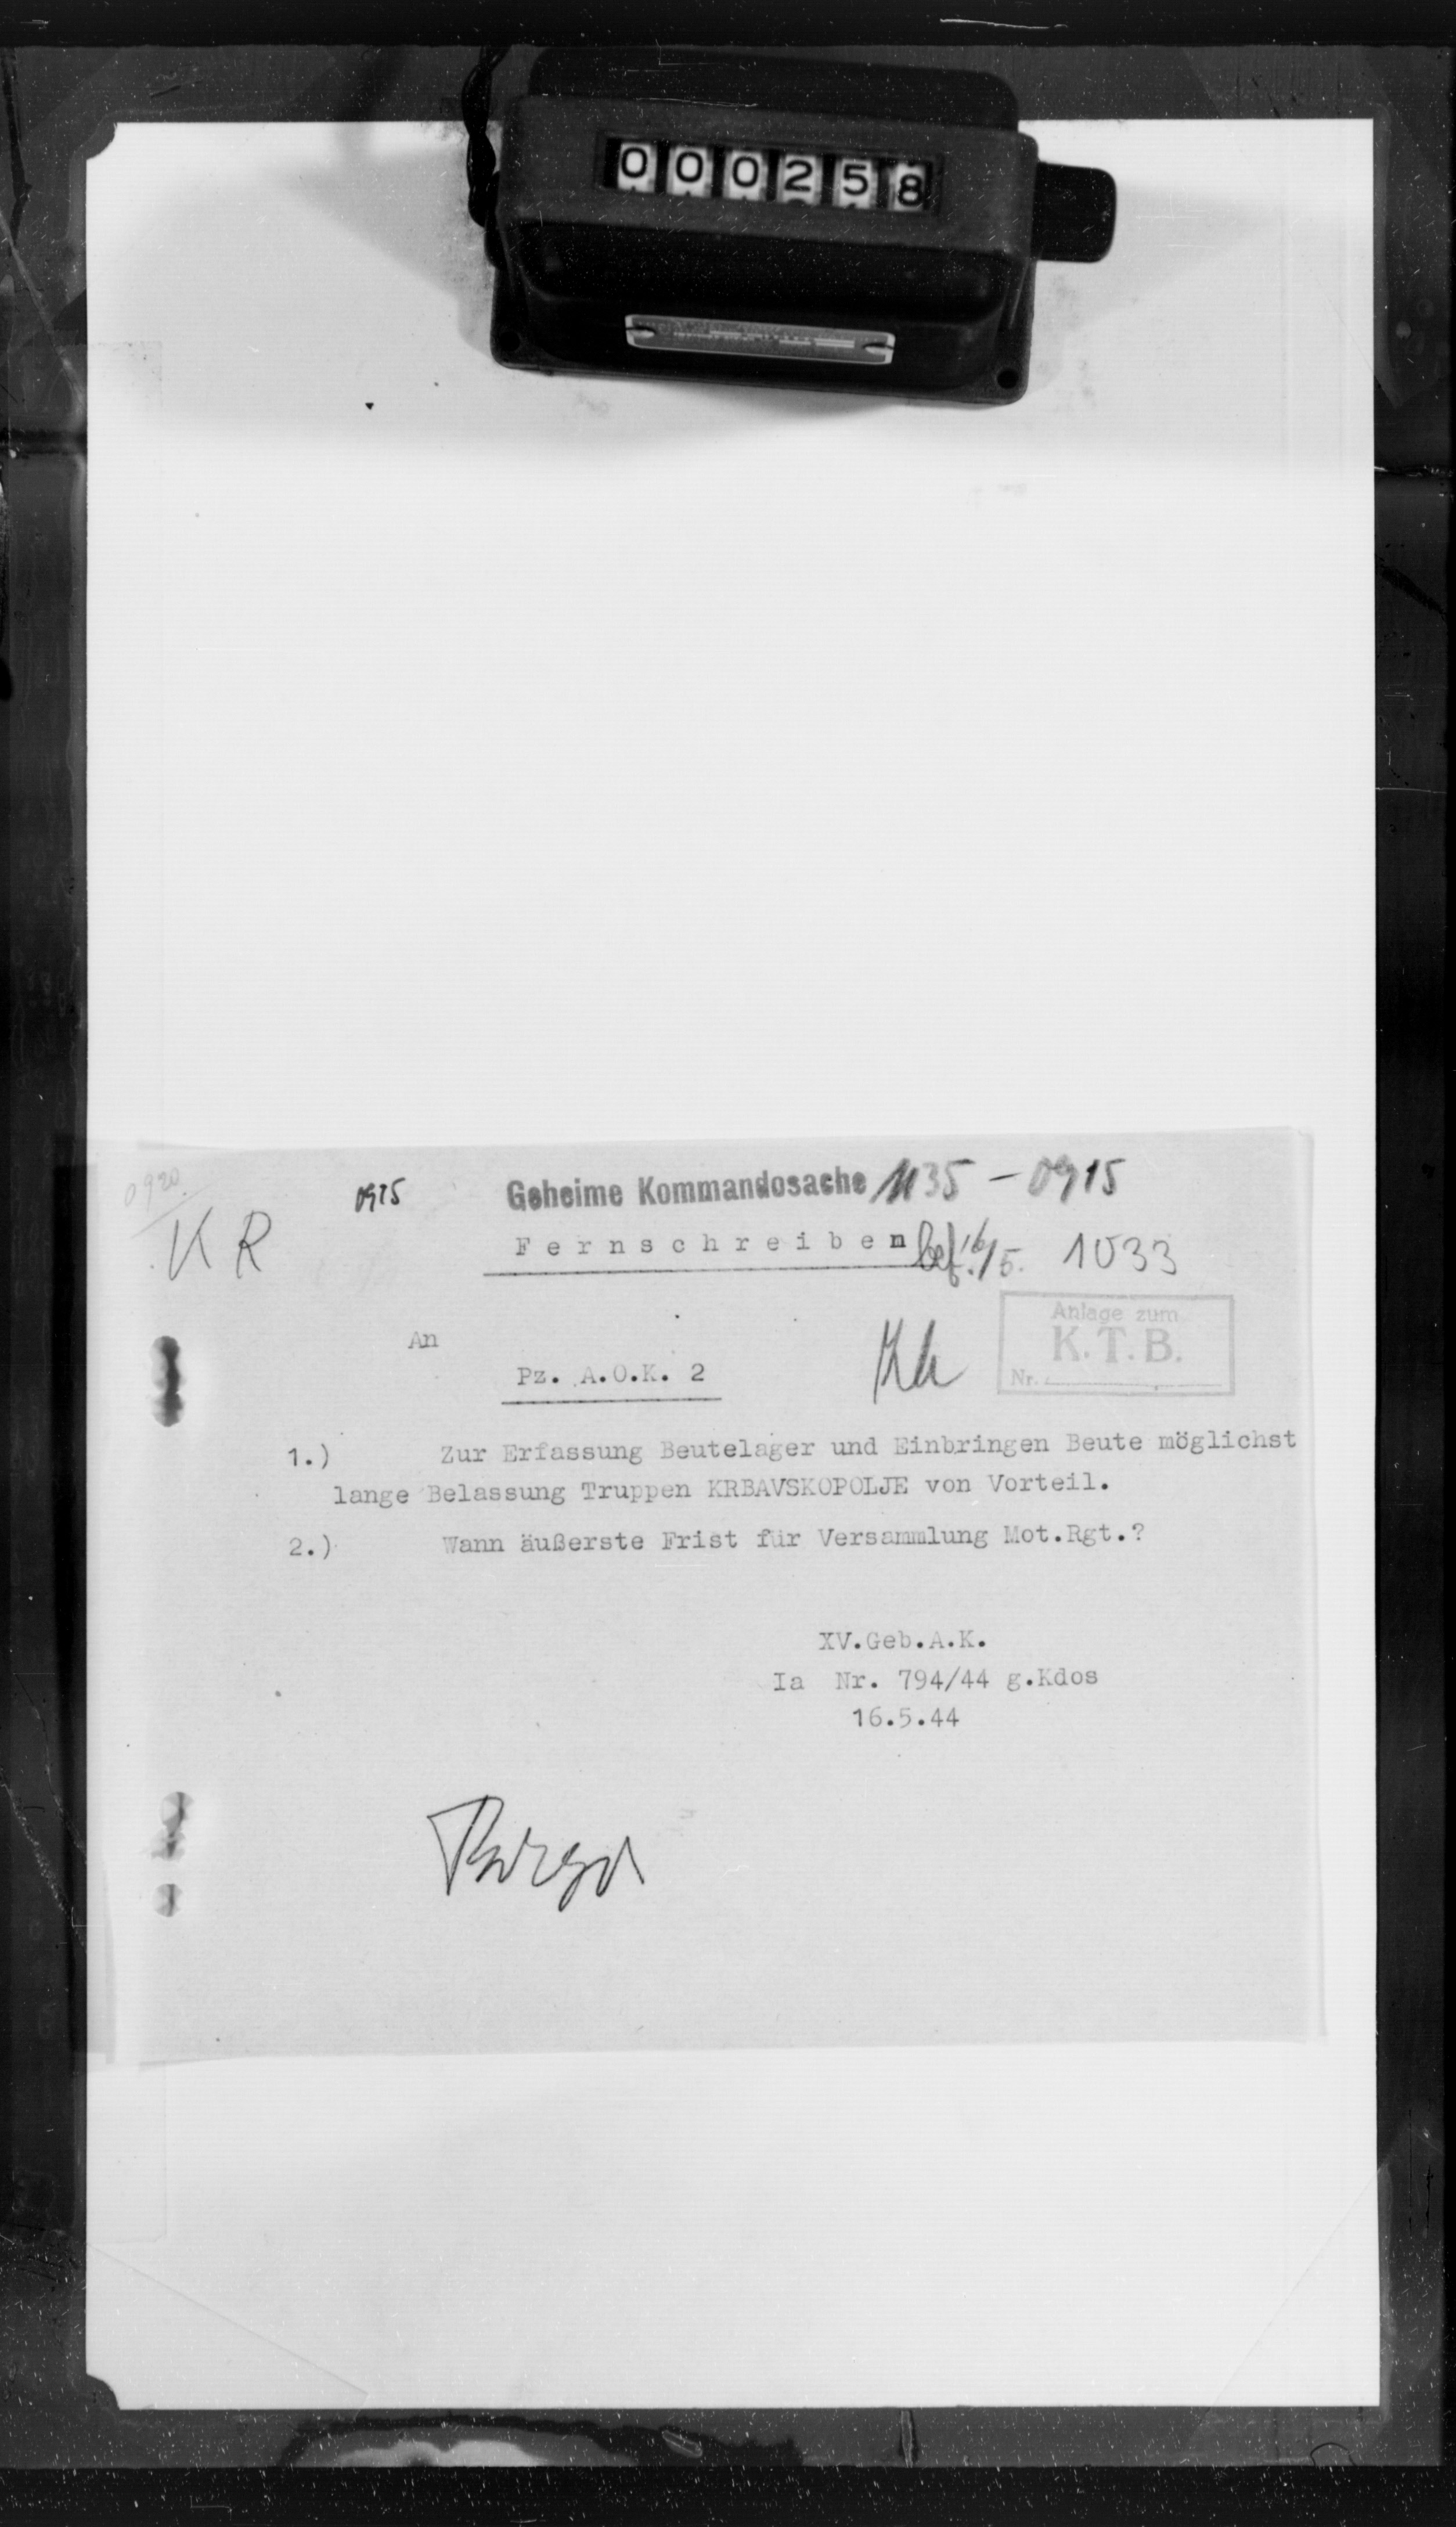 000258
0920
0975
Geheime Kommandosache 1135 - 0915
KR
Fernschreiben bef. 16/5. 1033
An
Anlage zum
K.T.B.
Nr.
Pz. A.O.K. 2
1.) Zur Erfassung Beutelager und Einbringen Beute möglichst
lange Belassung Truppen KRBAVSKOPOLJE von Vorteil.
2.) Wann äußerste Frist für Versammlung Mot.Rgt.?
XV.Geb.A.K.
Ia Nr. 794/44 g.Kdos
16.5.44